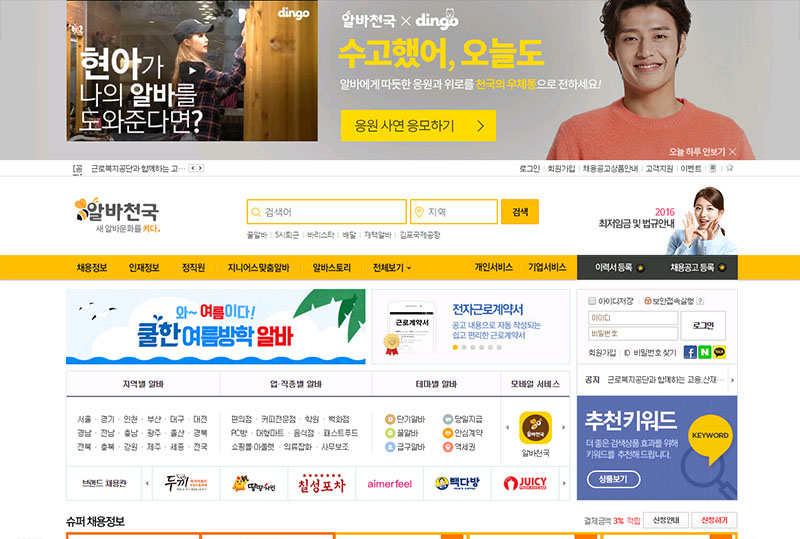 dingo
현아가
나의 알바를
도와준다면?
알바천국 × dingo
수고했어, 오늘도
알바에게 따듯한 응원과 위로를 천국의 우체통으로 전하세요!
응원 사연 응모하기
오늘 하루 안보기
[공
근로복지공단과 함께하는 고…
로그인 회원가입 채용공고상품안내 고객지원 이벤트
알바천국
새 알바문화를 켜다.
검색어 지역 검색
꿀알바 5시퇴근 바리스타 배달 재택알바 김포국제공항
2016
최저임금 및 법규안내
채용정보 인재정보 정직원 지니어스 맞춤알바 알바스토리 전체보기 개인서비스 기업서비스 이력서 등록 채용공고 등록
와~ 여름이다!
쿨한 여름방학 알바
근로계약서
전자근로계약서
공고 내용으로 자동 작성되는
쉽고 편리한 근로계약서
아이디저장 보안접속실행 ?
아이디
비밀번호
로그인
회원가입 ID 비밀번호 찾기
공지 근로복지공단과 함께하는 고용,산재…
지역별 알바 업·직종별 알바 테마별 알바 모바일 서비스
서울 · 경기 · 인천 · 부산 · 대구 · 대전
경남 · 전남 · 충남 · 광주 · 울산 · 경북
전북 · 충북 · 강원 · 제주 · 세종 · 전국
편의점 · 커피전문점 · 학원 · 백화점
PC방 · 대형마트 · 음식점 · 패스트푸드
쇼핑몰·마켓 · 의류잡화 · 사무보조
단기알바 당일지급
꿀알바 안심계약
급구알바 역세권
알바천국
알바천국
추천키워드
더 좋은 검색상품 효과를 위해
키워드를 추천해 드립니다.
상품보기
KEYWORD
브랜드 채용관
두끼
칠성포차
aimerfeel
빽다방
JUICY
슈퍼 채용정보
결제금액 3% 적립 신청안내 신청하기